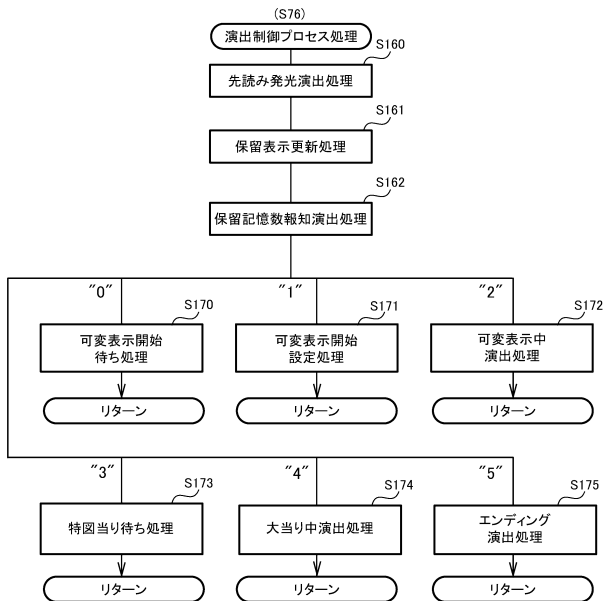 (S76)
演出制御プロセス処理
S160
先読み発光演出処理
S161
保留表示更新処理
S162
保留記憶数報知演出処理
"0"
"1"
"2"
S170
可変表示開始
待ち処理
リターン
S171
可変表示開始
設定処理
リターン
S172
可変表示中
演出処理
リターン
"3"
"4"
"5"
S173
特図当り待ち処理
リターン
S174
大当り中演出処理
リターン
S175
エンディング
演出処理
リターン